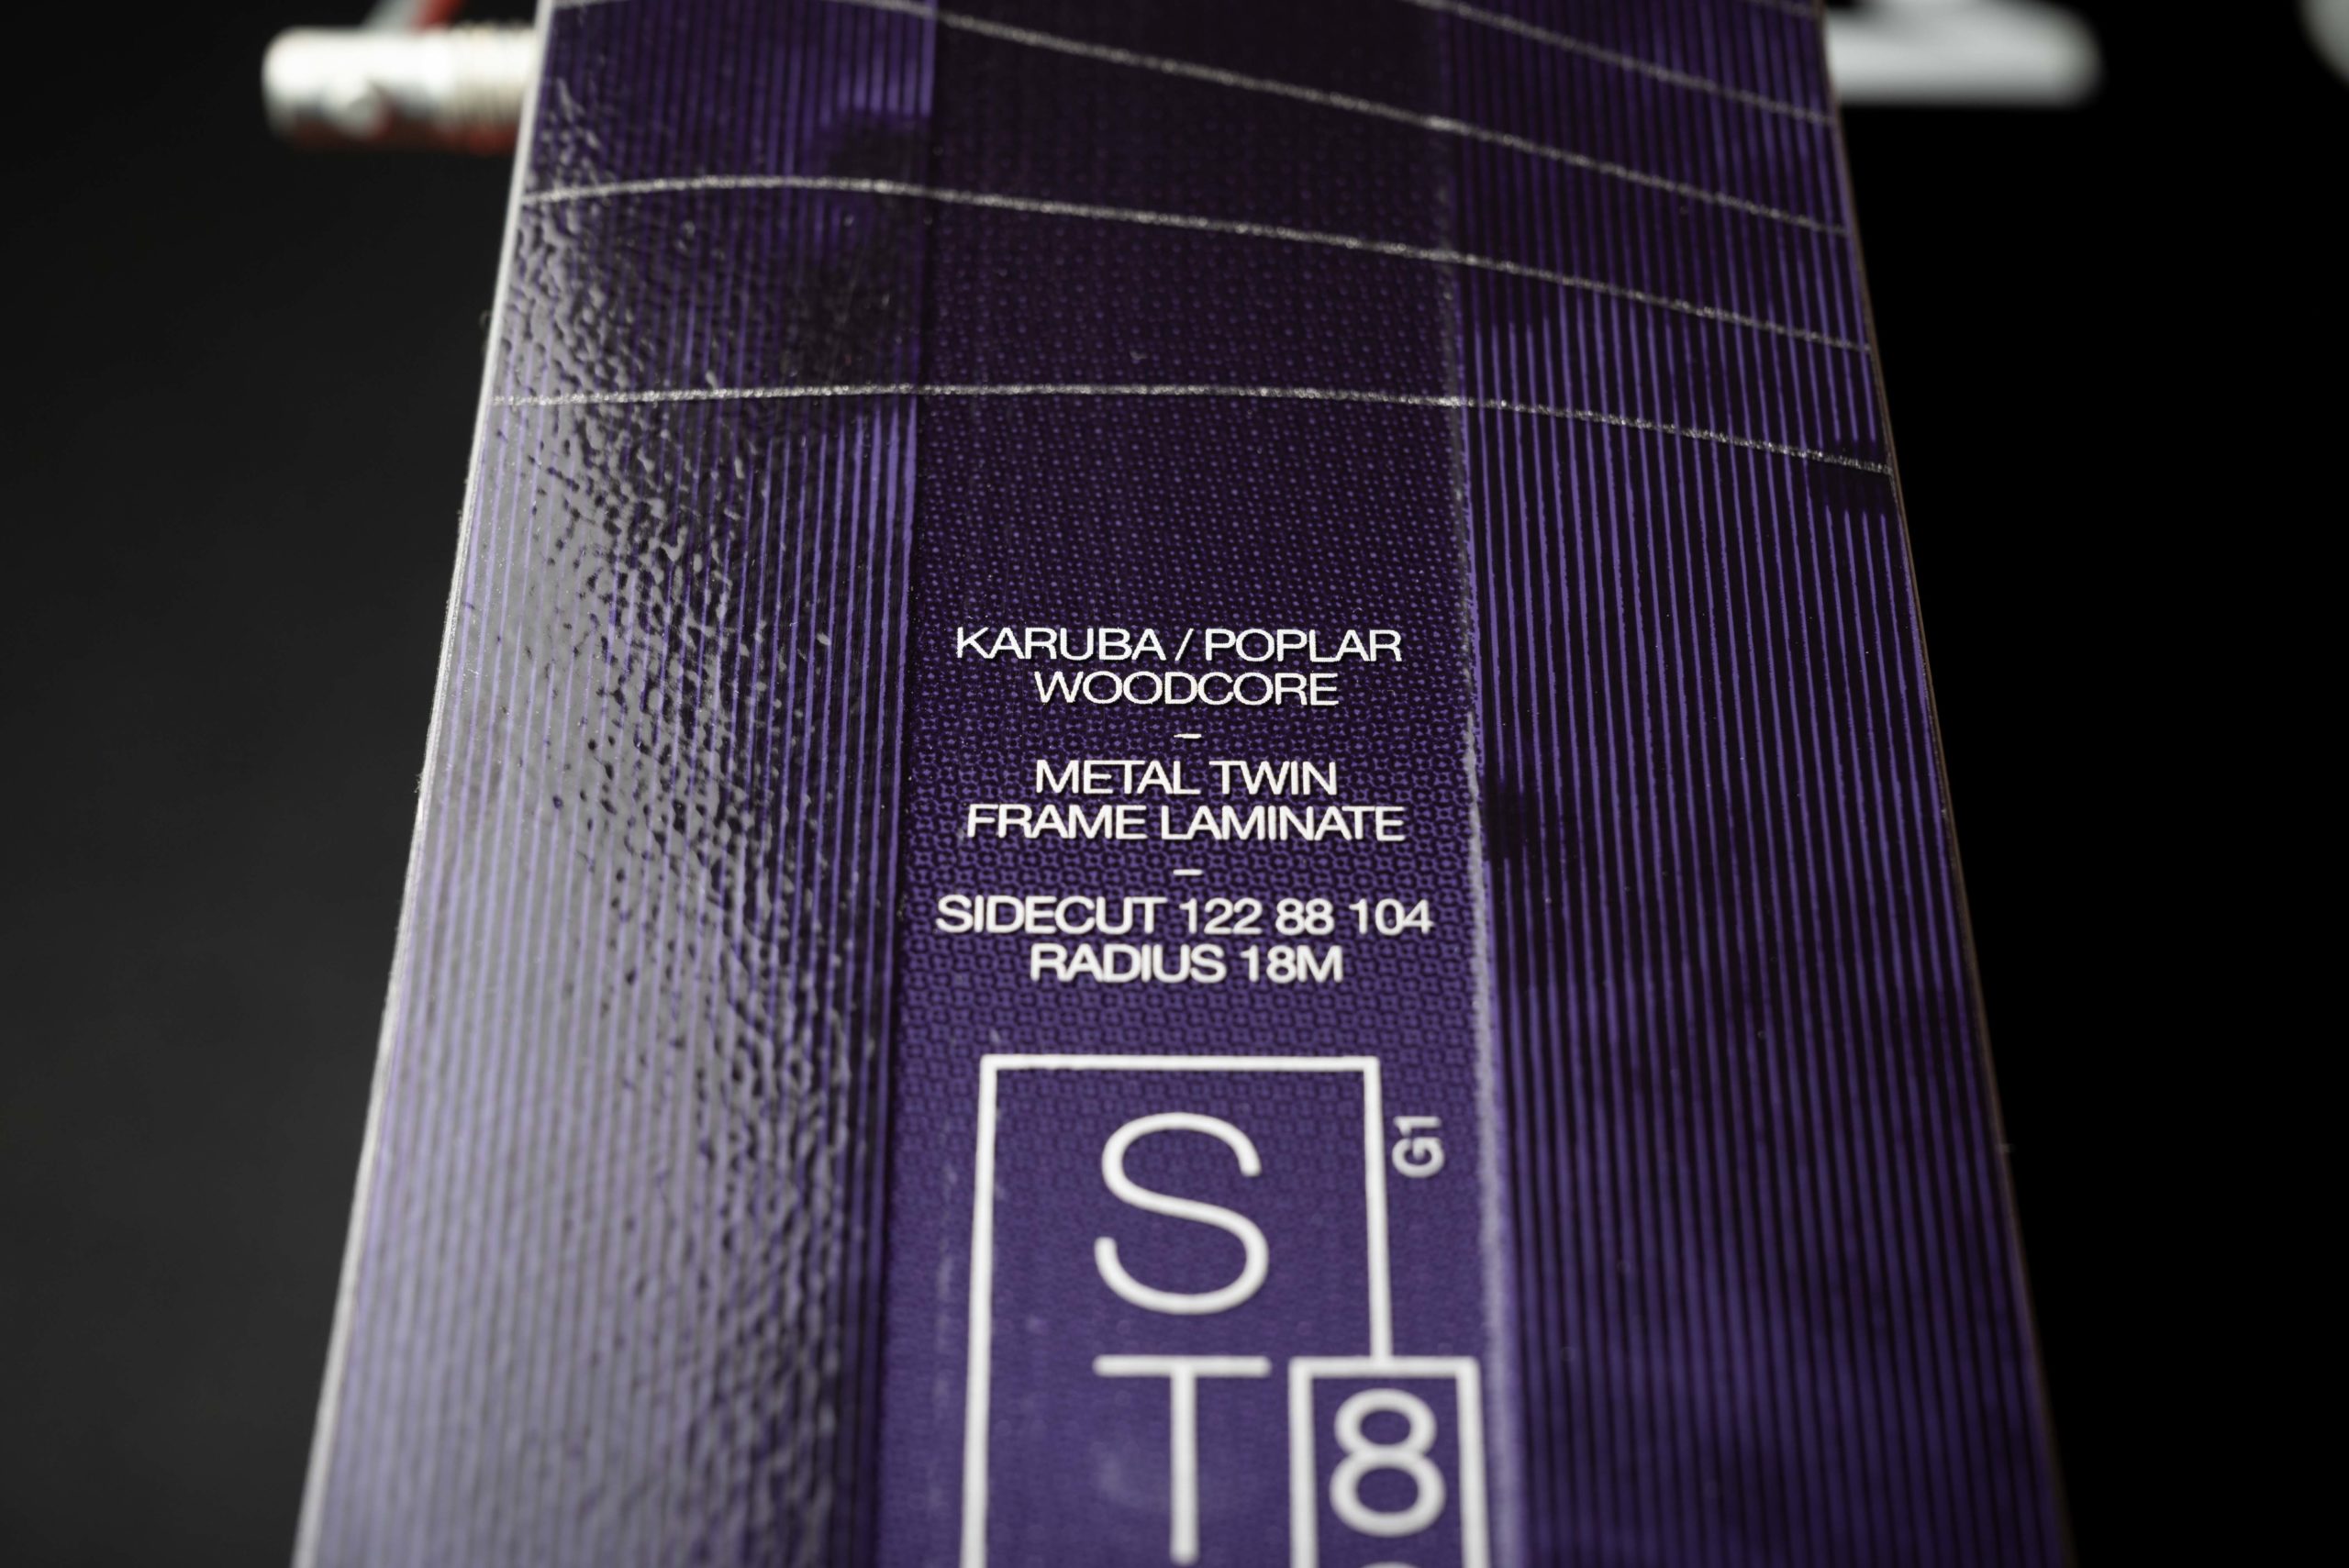 KARUBA / POPLAR
WOODCORE
–
METAL TWIN
FRAME LAMINATE
–
SIDECUT 122 88 104
RADIUS 18M
G1
S
T
8